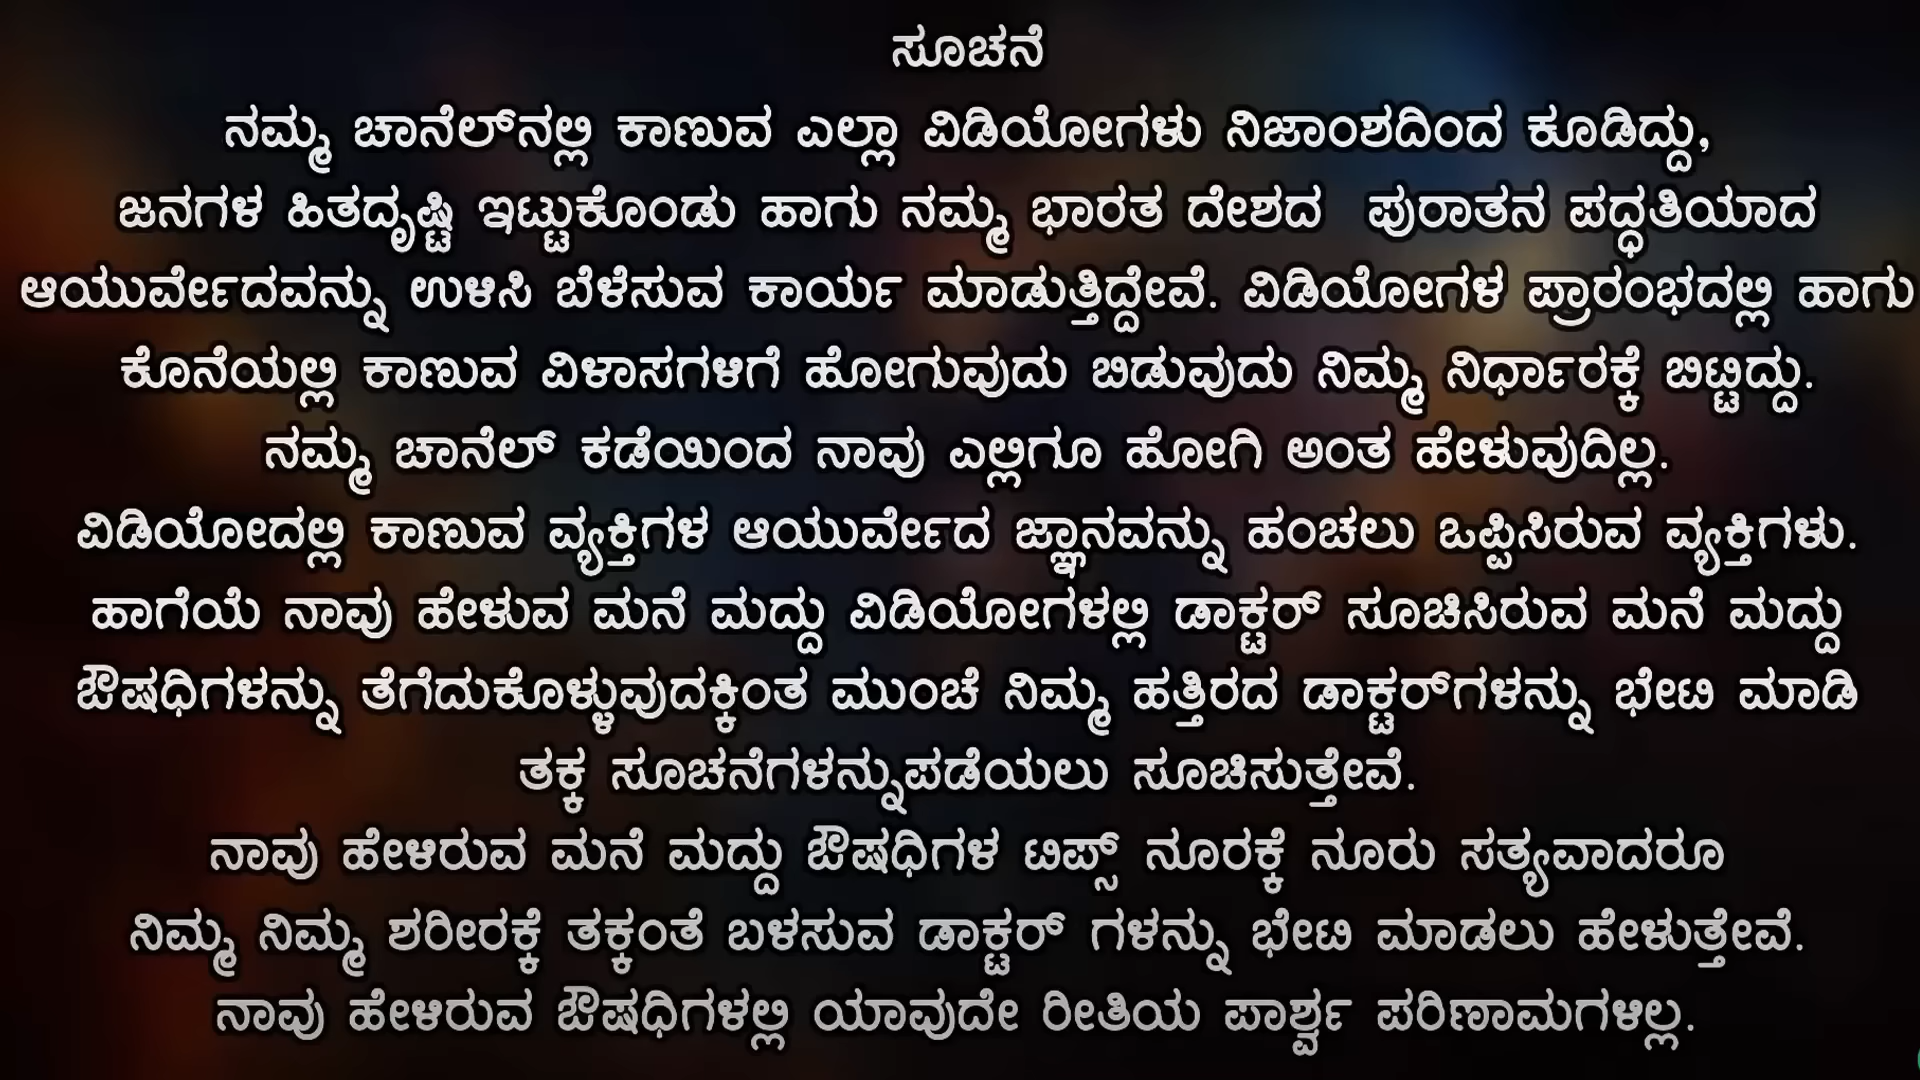 ಸೂಚನೆ
ನಮ್ಮ ಚಾನೆಲ್‌ನಲ್ಲಿ ಕಾಣುವ ಎಲ್ಲಾ ವಿಡಿಯೋಗಳು ನಿಜಾಂಶದಿಂದ ಕೂಡಿದ್ದು,
ಜನಗಳ ಹಿತದೃಷ್ಟಿ ಇಟ್ಟುಕೊಂಡು ಹಾಗು ನಮ್ಮ ಭಾರತ ದೇಶದ ಪುರಾತನ ಪದ್ಧತಿಯಾದ
ಆಯುರ್ವೇದವನ್ನು ಉಳಿಸಿ ಬೆಳೆಸುವ ಕಾರ್ಯ ಮಾಡುತ್ತಿದ್ದೇವೆ. ವಿಡಿಯೋಗಳ ಪ್ರಾರಂಭದಲ್ಲಿ ಹಾಗು
ಕೊನೆಯಲ್ಲಿ ಕಾಣುವ ವಿಳಾಸಗಳಿಗೆ ಹೋಗುವುದು ಬಿಡುವುದು ನಿಮ್ಮ ನಿರ್ಧಾರಕ್ಕೆ ಬಿಟ್ಟಿದ್ದು.
ನಮ್ಮ ಚಾನೆಲ್ ಕಡೆಯಿಂದ ನಾವು ಎಲ್ಲಿಗೂ ಹೋಗಿ ಅಂತ ಹೇಳುವುದಿಲ್ಲ.
ವಿಡಿಯೋದಲ್ಲಿ ಕಾಣುವ ವ್ಯಕ್ತಿಗಳ ಆಯುರ್ವೇದ ಜ್ಞಾನವನ್ನು ಹಂಚಲು ಒಪ್ಪಿಸಿರುವ ವ್ಯಕ್ತಿಗಳು.
ಹಾಗೆಯೆ ನಾವು ಹೇಳುವ ಮನೆ ಮದ್ದು ವಿಡಿಯೋಗಳಲ್ಲಿ ಡಾಕ್ಟರ್ ಸೂಚಿಸಿರುವ ಮನೆ ಮದ್ದು
ಔಷಧಿಗಳನ್ನು ತೆಗೆದುಕೊಳ್ಳುವುದಕ್ಕಿಂತ ಮುಂಚೆ ನಿಮ್ಮ ಹತ್ತಿರದ ಡಾಕ್ಟರ್‌ಗಳನ್ನು ಭೇಟಿ ಮಾಡಿ
ತಕ್ಕ ಸೂಚನೆಗಳನ್ನುಪಡೆಯಲು ಸೂಚಿಸುತ್ತೇವೆ.
ನಾವು ಹೇಳಿರುವ ಮನೆ ಮದ್ದು ಔಷಧಿಗಳ ಟಿಪ್ಸ್ ನೂರಕ್ಕೆ ನೂರು ಸತ್ಯವಾದರೂ
ನಿಮ್ಮ ನಿಮ್ಮ ಶರೀರಕ್ಕೆ ತಕ್ಕಂತೆ ಬಳಸುವ ಡಾಕ್ಟರ್ ಗಳನ್ನು ಭೇಟಿ ಮಾಡಲು ಹೇಳುತ್ತೇವೆ.
ನಾವು ಹೇಳಿರುವ ಔಷಧಿಗಳಲ್ಲಿ ಯಾವುದೇ ರೀತಿಯ ಪಾರ್ಶ್ವ ಪರಿಣಾಮಗಳಿಲ್ಲ.